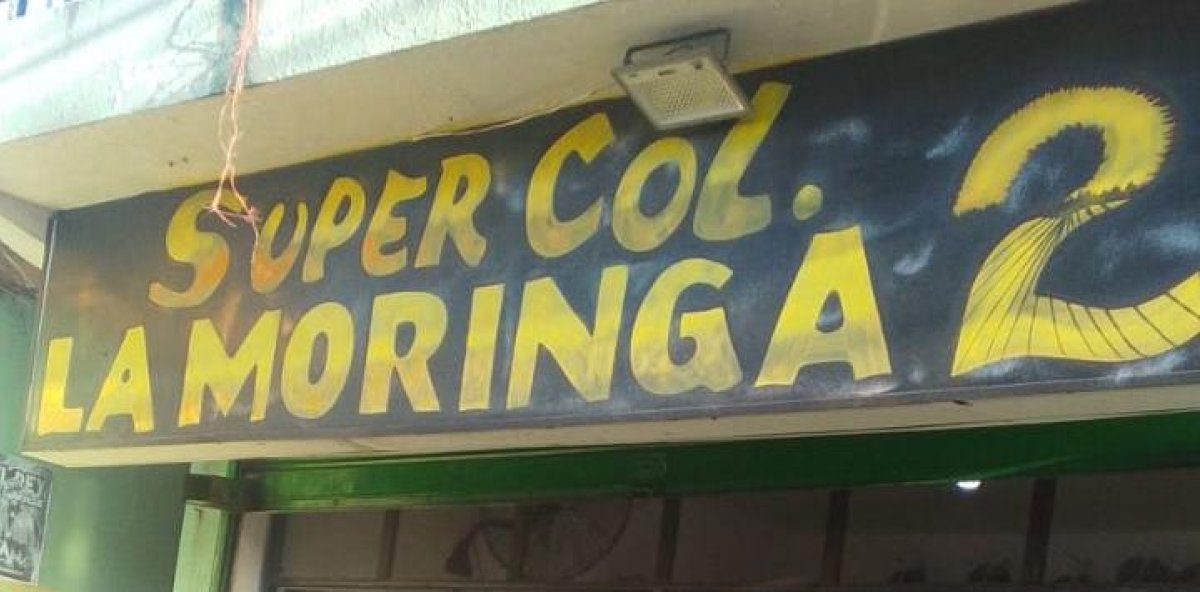 SUPER COL.
LA MORINGA 2